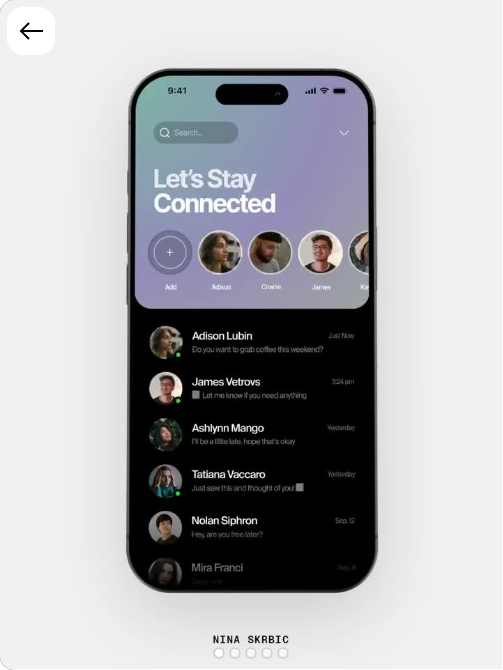 9:41
Search...
Let's Stay
Connected
Add
Adison
Charlie
James
Adison Lubin
Just Now
Do you want to grab coffee this weekend?
James Vetrovs
3:24 pm
Let me know if you need anything
Ashlynn Mango
Yesterday
I'll be a little late, hope that's okay
Tatiana Vaccaro
Yesterday
Just saw this and thought of you!
Nolan Siphron
Sep, 12
Hey, are you free later?
Mira Franci
NINA SKRBIC